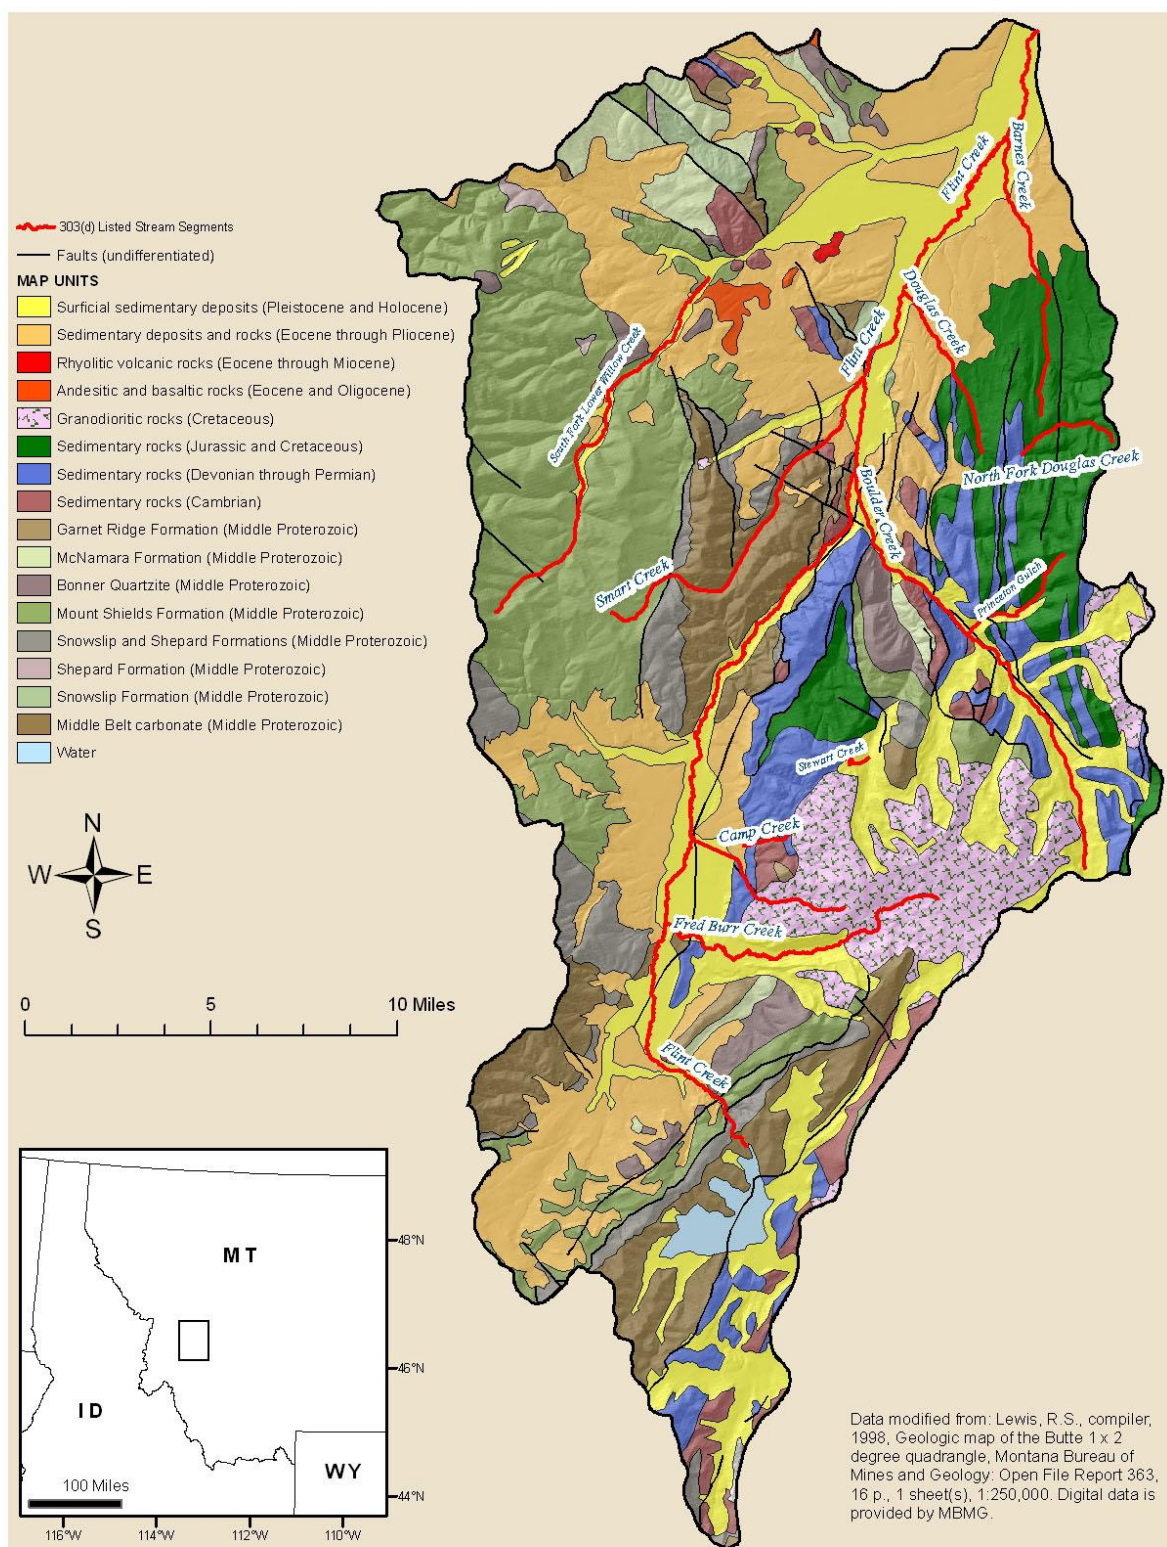 303(d) Listed Stream Segments
Faults (undifferentiated)
MAP UNITS
Surficial sedimentary deposits (Pleistocene and Holocene)
Sedimentary deposits and rocks (Eocene through Pliocene)
Rhyolitic volcanic rocks (Eocene through Miocene)
Andesitic and basaltic rocks (Eocene and Oligocene)
Granodioritic rocks (Cretaceous)
Sedimentary rocks (Jurassic and Cretaceous)
Sedimentary rocks (Devonian through Permian)
Sedimentary rocks (Cambrian)
Garnet Ridge Formation (Middle Proterozoic)
McNamara Formation (Middle Proterozoic)
Bonner Quartzite (Middle Proterozoic)
Mount Shields Formation (Middle Proterozoic)
Snowslip and Shepard Formations (Middle Proterozoic)
Shepard Formation (Middle Proterozoic)
Snowslip Formation (Middle Proterozoic)
Middle Belt carbonate (Middle Proterozoic)
Water
N
W E
S
0 5 10 Miles
Barnes Creek
Flint Creek
Douglas Creek
Flint Creek
South Fork Lower Willow Creek
North Fork Douglas Creek
Boulder Creek
Smart Creek
Princeton Gulch
Stewart Creek
Camp Creek
Fred Burr Creek
Flint Creek
MT
ID
WY
100 Miles
48°N
46°N
44°N
116°W 114°W 112°W 110°W
Data modified from: Lewis, R.S., compiler,
1998, Geologic map of the Butte 1 x 2
degree quadrangle, Montana Bureau of
Mines and Geology: Open File Report 363,
16 p., 1 sheet(s), 1:250,000. Digital data is
provided by MBMG.